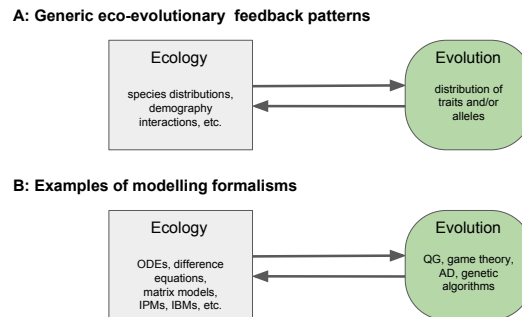 A: Generic eco-evolutionary feedback patterns
Ecology
species distributions,
demography
interactions, etc.
Evolution
distribution of
traits and/or
alleles
B: Examples of modelling formalisms
Ecology
ODEs, difference
equations,
matrix models,
IPMs, IBMs, etc.
Evolution
QG, game theory,
AD, genetic
algorithms